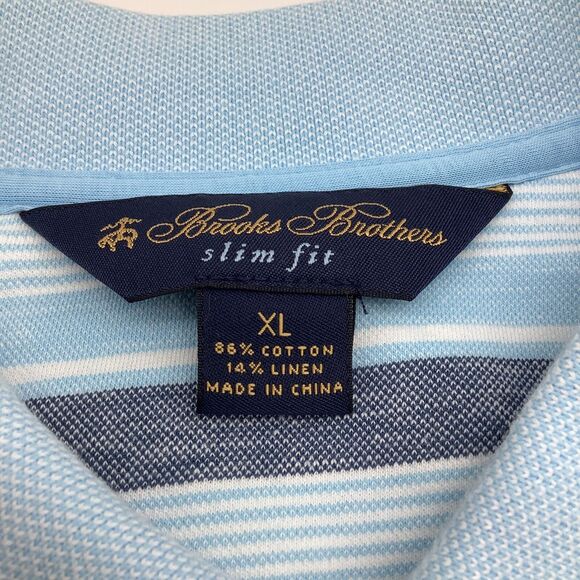 Brooks Brothers
slim fit
XL
86% COTTON
14% LINEN
MADE IN CHINA